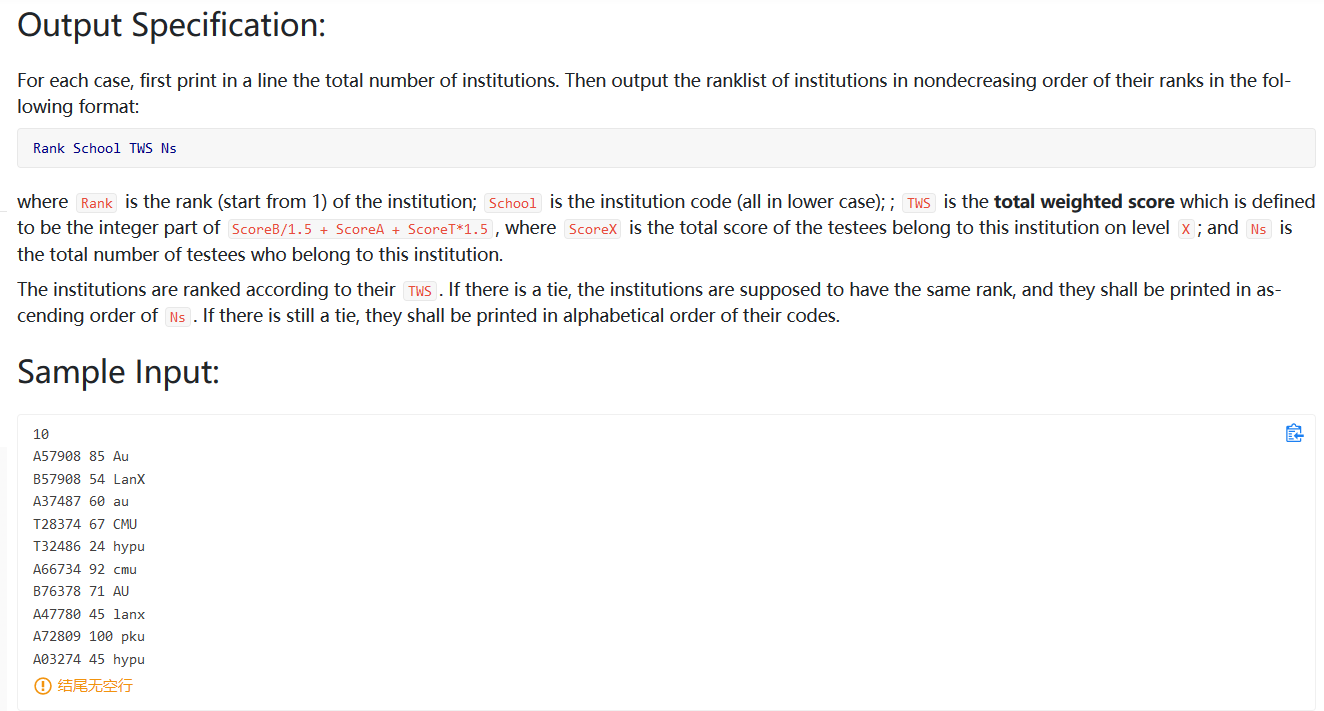 Output Specification:
For each case, first print in a line the total number of institutions. Then output the ranklist of institutions in nondecreasing order of their ranks in the fol-
lowing format:
Rank School TWS Ns
where Rank is the rank (start from 1) of the institution; School is the institution code (all in lower case); ; TWS is the total weighted score which is defined
to be the integer part of ScoreB/1.5 + ScoreA + ScoreT*1.5, where ScoreX is the total score of the testees belong to this institution on level X; and Ns is
the total number of testees who belong to this institution.
The institutions are ranked according to their TWS. If there is a tie, the institutions are supposed to have the same rank, and they shall be printed in as-
cending order of Ns. If there is still a tie, they shall be printed in alphabetical order of their codes.
Sample Input:
10
A57908 85 Au
B57908 54 LanX
A37487 60 au
T28374 67 CMU
T32486 24 hypu
A66734 92 cmu
B76378 71 AU
A47780 45 lanx
A72809 100 pku
A03274 45 hypu
结尾无空行